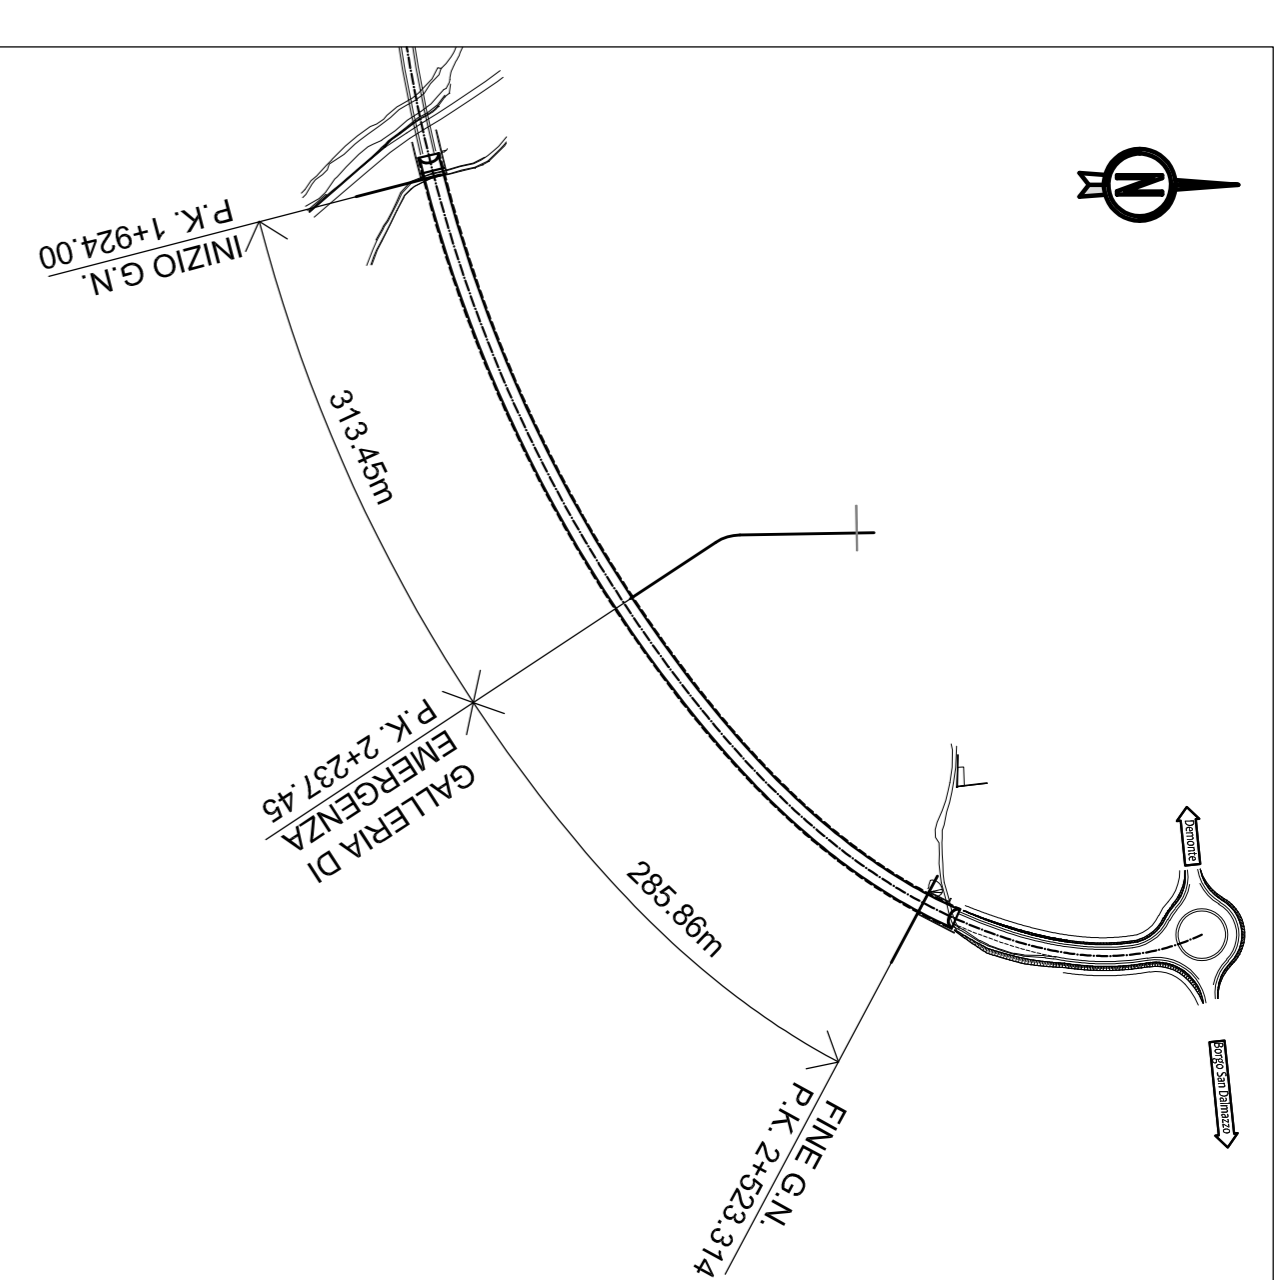 N
INIZIO G.N.
P.K. 1+924.00
313.45m
GALLERIA DI
EMERGENZA
P.K. 2+237.45
285.86m
FINE G.N.
P.K. 2+523.314
Demonte
Borgo San Dalmazzo